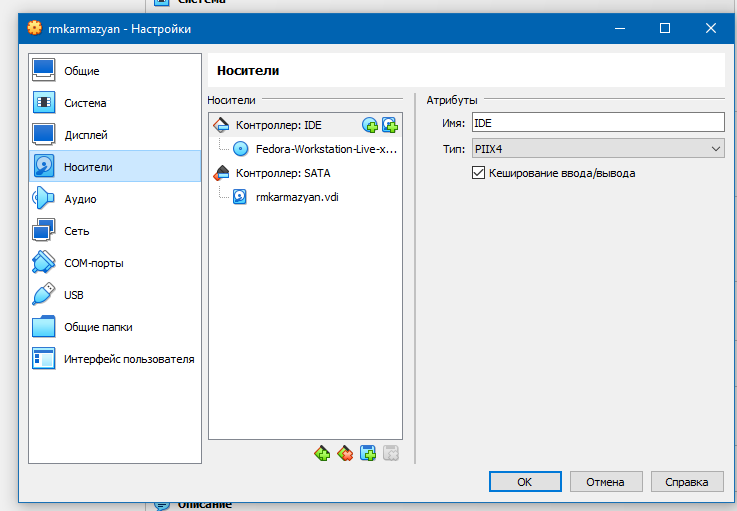 Система
rmkarmazyan - Настройки
Общие
Система
Дисплей
Носители
Аудио
Сеть
COM-порты
USB
Общие папки
Интерфейс пользователя
Носители
Носители
Контроллер: IDE
Fedora-Workstation-Live-x...
Контроллер: SATA
rmkarmazyan.vdi
Атрибуты
Имя: IDE
Тип: PIIX4
Кеширование ввода/вывода
OK Отмена Справка
Описание